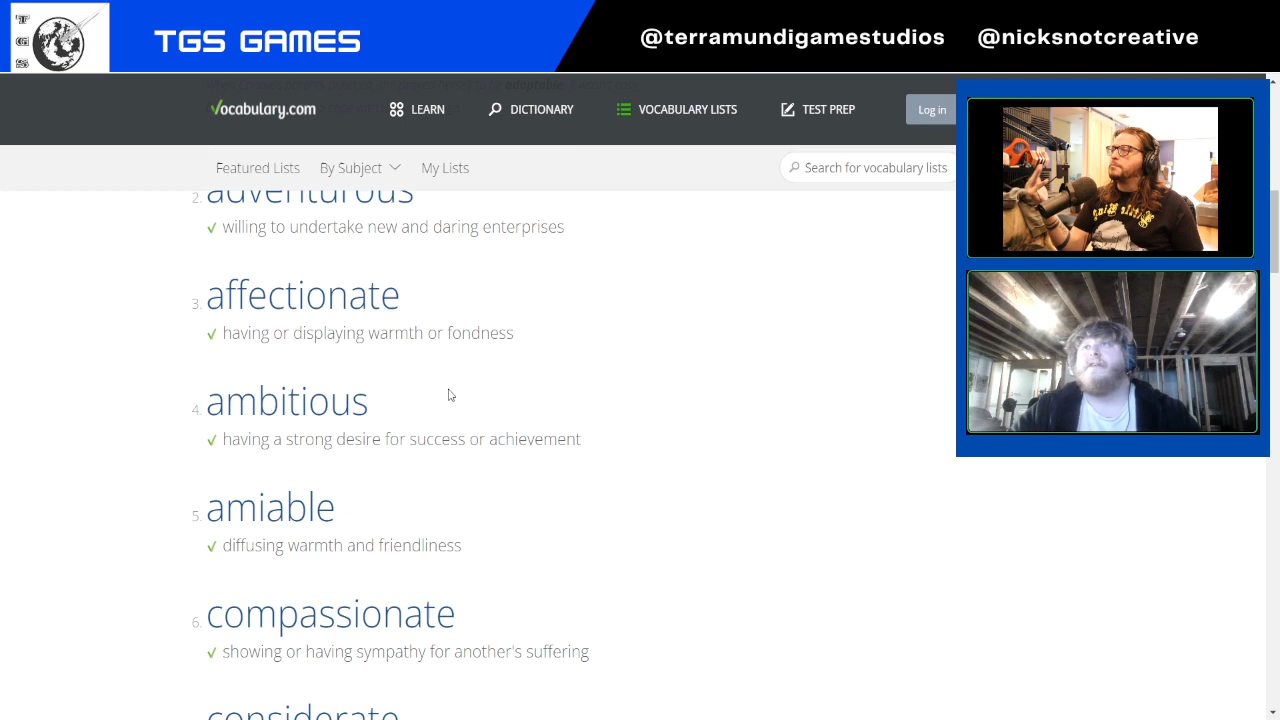 T
G
S
TGS GAMES
@terramundigamestudios @nicksnotcreative
Vocabulary.com LEARN DICTIONARY VOCABULARY LISTS TEST PREP Log in
Featured Lists By Subject My Lists Search for vocabulary lists
2. adventurous
willing to undertake new and daring enterprises
3. affectionate
having or displaying warmth or fondness
4. ambitious
having a strong desire for success or achievement
5. amiable
diffusing warmth and friendliness
6. compassionate
showing or having sympathy for another's suffering
considerate